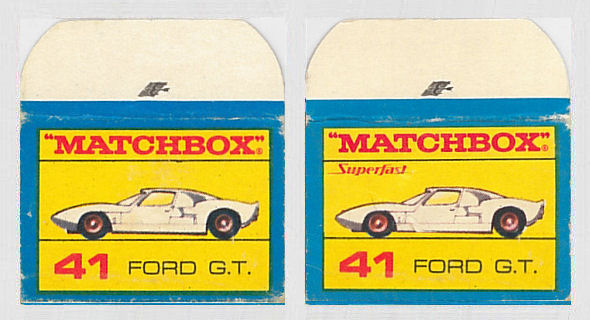 "MATCHBOX"®
41 FORD G.T.
"MATCHBOX"®
Superfast
41 FORD G.T.